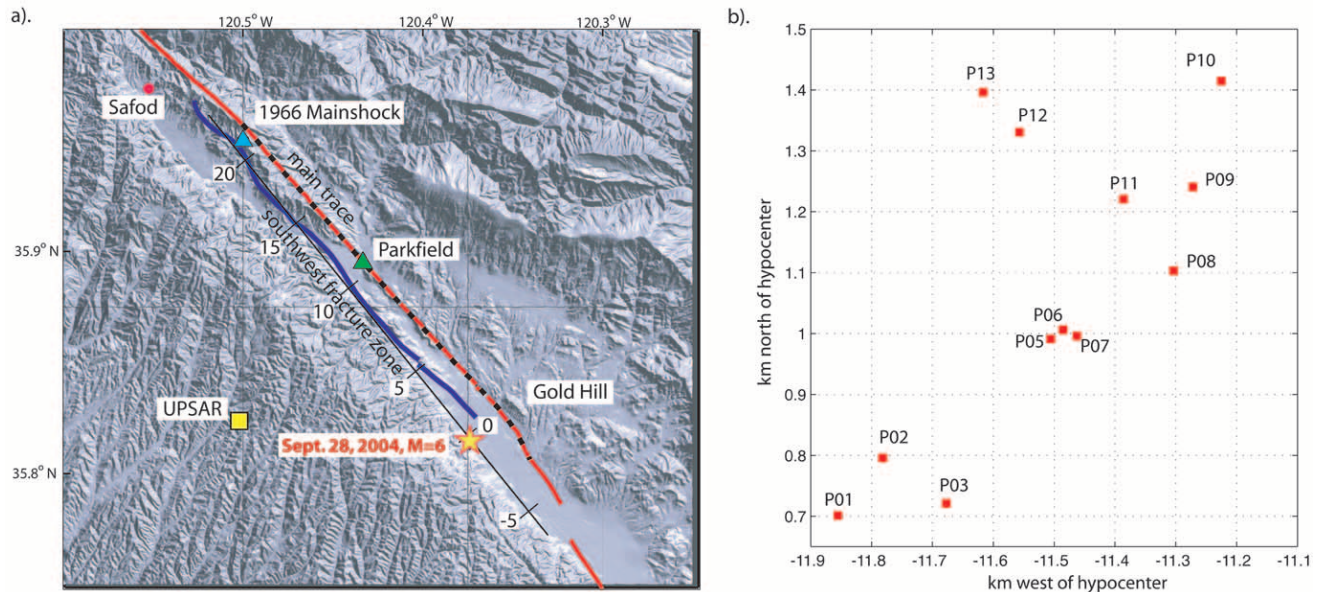 a).
120.5° W
120.4° W
120.3° W
Safod
1966 Mainshock
main trace
20
15
southwest fracture zone
Parkfield
35.9° N
10
5
Gold Hill
UPSAR
0
Sept. 28, 2004, M=6
35.8° N
-5
b).
1.5
P10
P13
1.4
P12
1.3
P11
P09
1.2
P08
1.1
km north of hypocenter
P06
1
P05
P07
0.9
P02
0.8
P01
P03
0.7
-11.9
-11.8
-11.7
-11.6
-11.5
-11.4
-11.3
-11.2
-11.1
km west of hypocenter